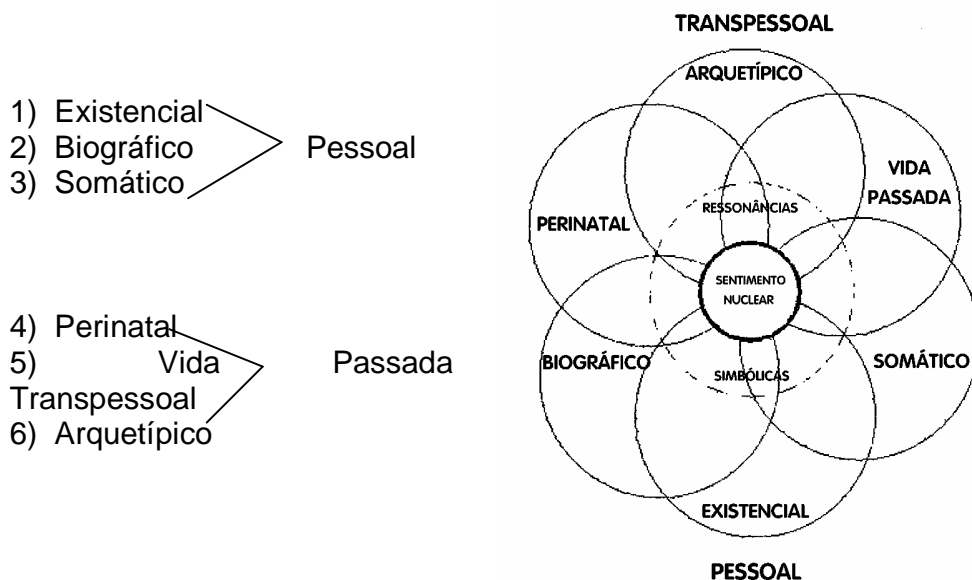 1) Existencial
2) Biográfico
3) Somático
Pessoal
4) Perinatal
5) Vida Passada
Transpessoal
6) Arquetípico
TRANSPESSOAL
ARQUETÍPICO
VIDA
PASSADA
RESSONÂNCIAS
PERINATAL
SENTIMENTO
NUCLEAR
BIOGRÁFICO
SOMÁTICO
SIMBÓLICAS
EXISTENCIAL
PESSOAL